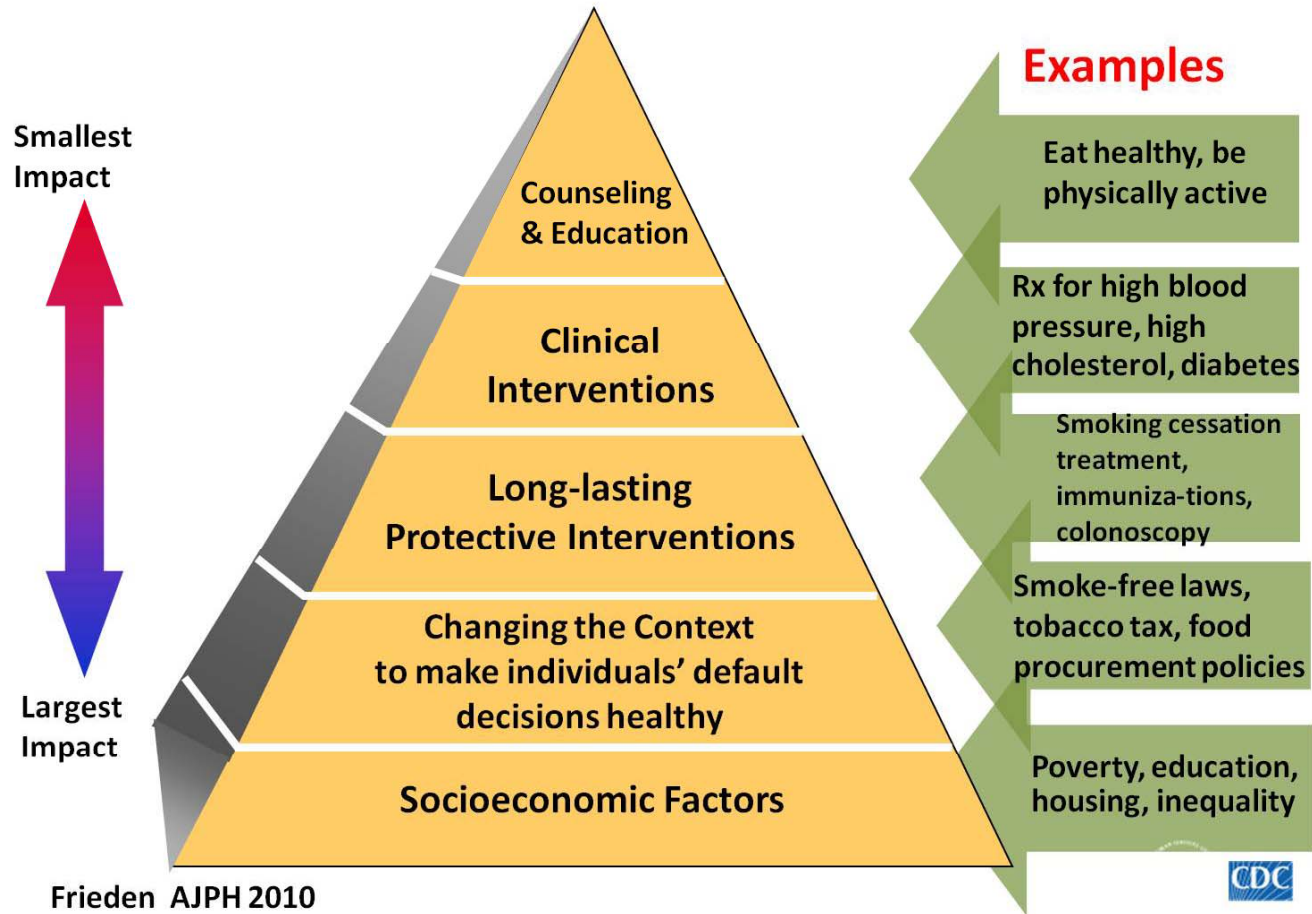 Examples
Smallest
Impact
Counseling
& Education
Eat healthy, be
physically active
Clinical
Interventions
Rx for high blood
pressure, high
cholesterol, diabetes
Long-lasting
Protective Interventions
Smoking cessation
treatment,
immuniza-tions,
colonoscopy
Changing the Context
to make individuals’ default
decisions healthy
Smoke-free laws,
tobacco tax, food
procurement policies
Largest
Impact
Socioeconomic Factors
Poverty, education,
housing, inequality
Frieden AJPH 2010
CDC